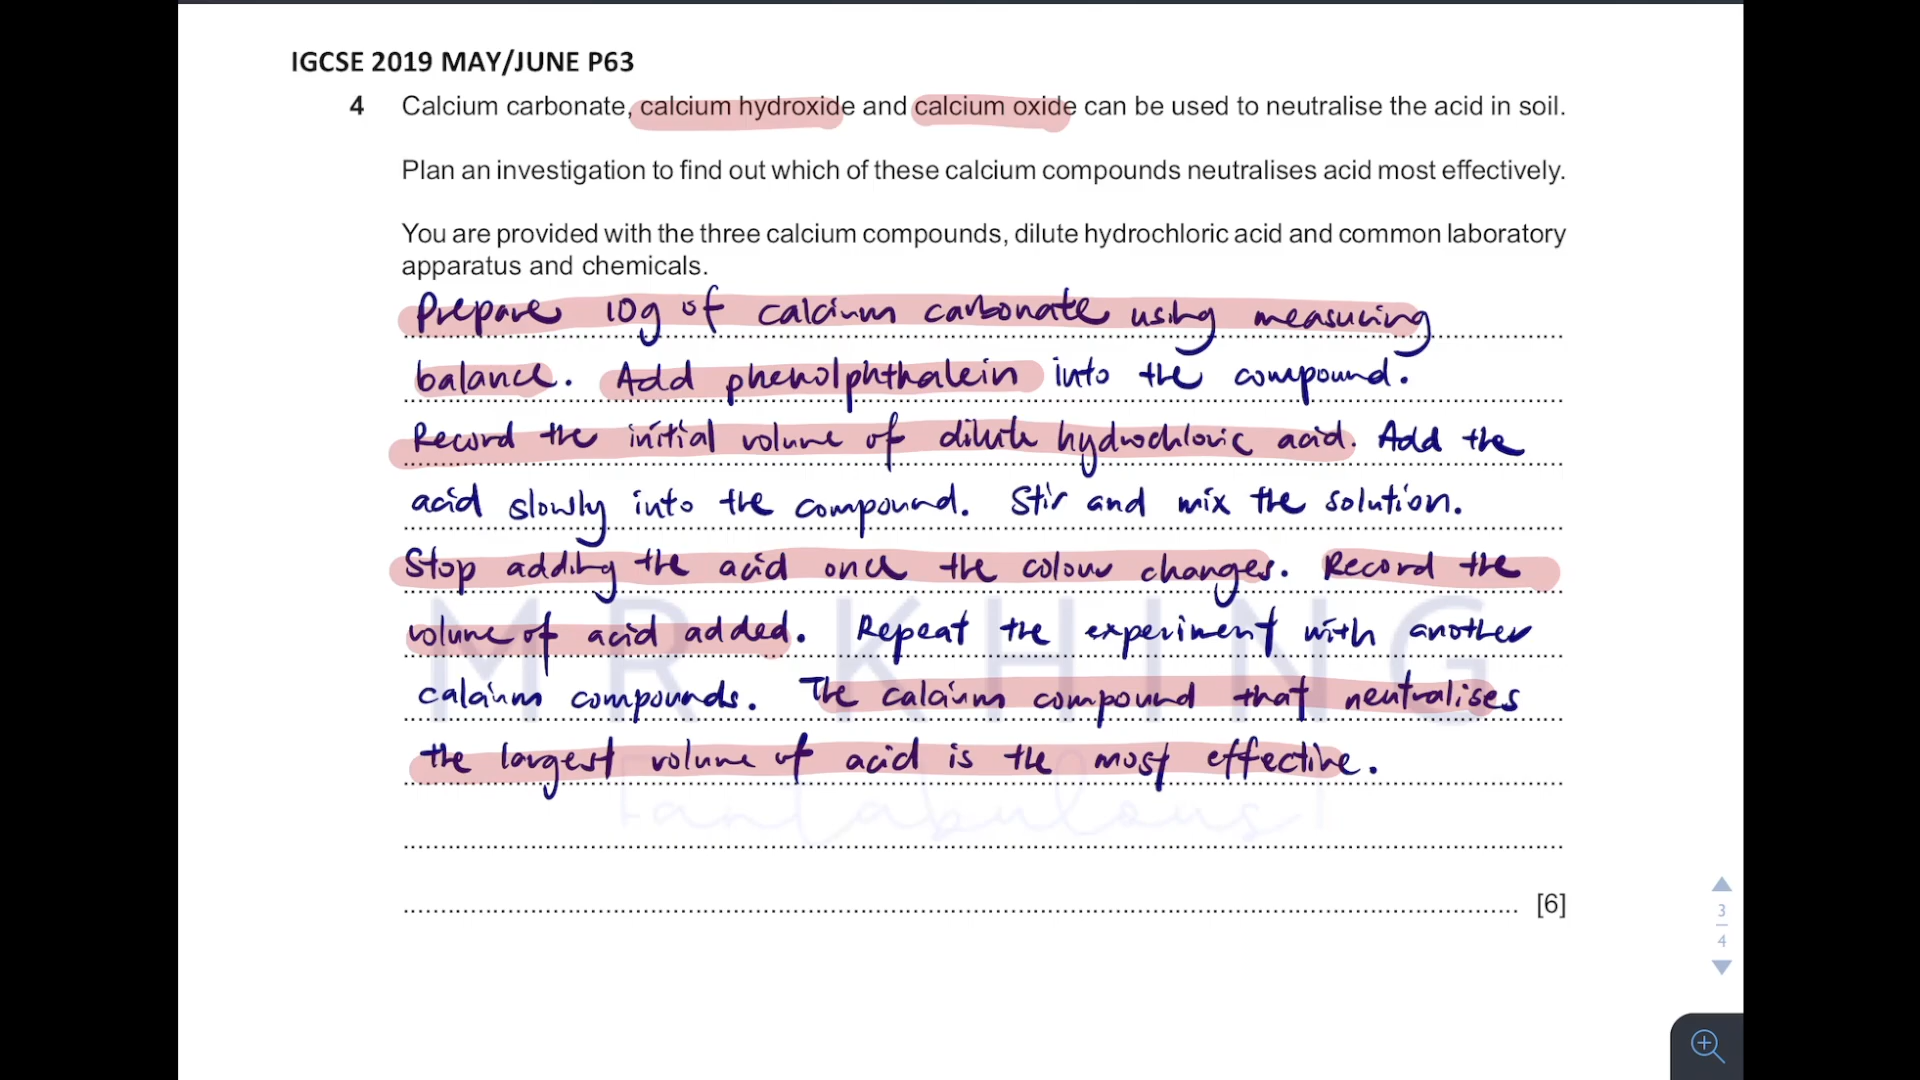 IGCSE 2019 MAY/JUNE P63
4 Calcium carbonate, calcium hydroxide and calcium oxide can be used to neutralise the acid in soil.
Plan an investigation to find out which of these calcium compounds neutralises acid most effectively.
You are provided with the three calcium compounds, dilute hydrochloric acid and common laboratory
apparatus and chemicals.
Prepare 10g of calcium carbonate using measuring
balance. Add phenolphthalein into the compound.
Record the initial volume of dilute hydrochloric acid. Add the
acid slowly into the compound. Stir and mix the solution.
Stop adding the acid once the colour changes. Record the
volume of acid added. Repeat the experiment with another
calcium compounds. The calcium compound that neutralises
the largest volume of acid is the most effective.
MR KHING
Fantabulous!
[6]
3
4